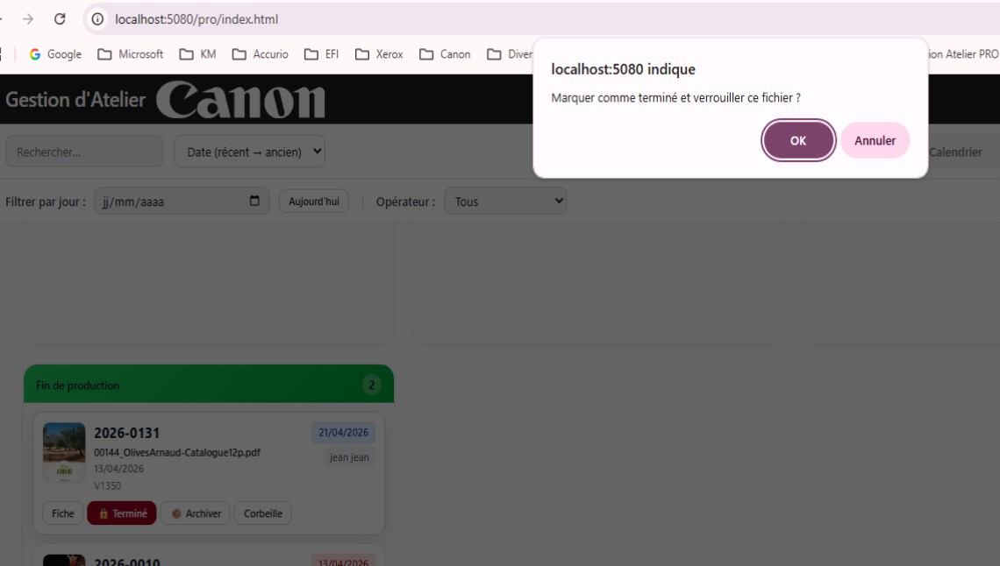 localhost:5080/pro/index.html
Google Microsoft KM Accurio EFI Xerox Canon Diver ion Atelier PRO
localhost:5080 indique
Marquer comme terminé et verrouiller ce fichier ?
OK Annuler
Gestion d'Atelier Canon
Rechercher... Date (récent → ancien) Calendrier
Filtrer par jour : jj/mm/aaaa Aujourd'hui Opérateur : Tous
Fin de production 2
2026-0131 21/04/2026
00144_OlivesArnaud-Catalogue12p.pdf jean jean
13/04/2026
V1350
Fiche Terminé Archiver Corbeille
2026-0010 13/04/2026